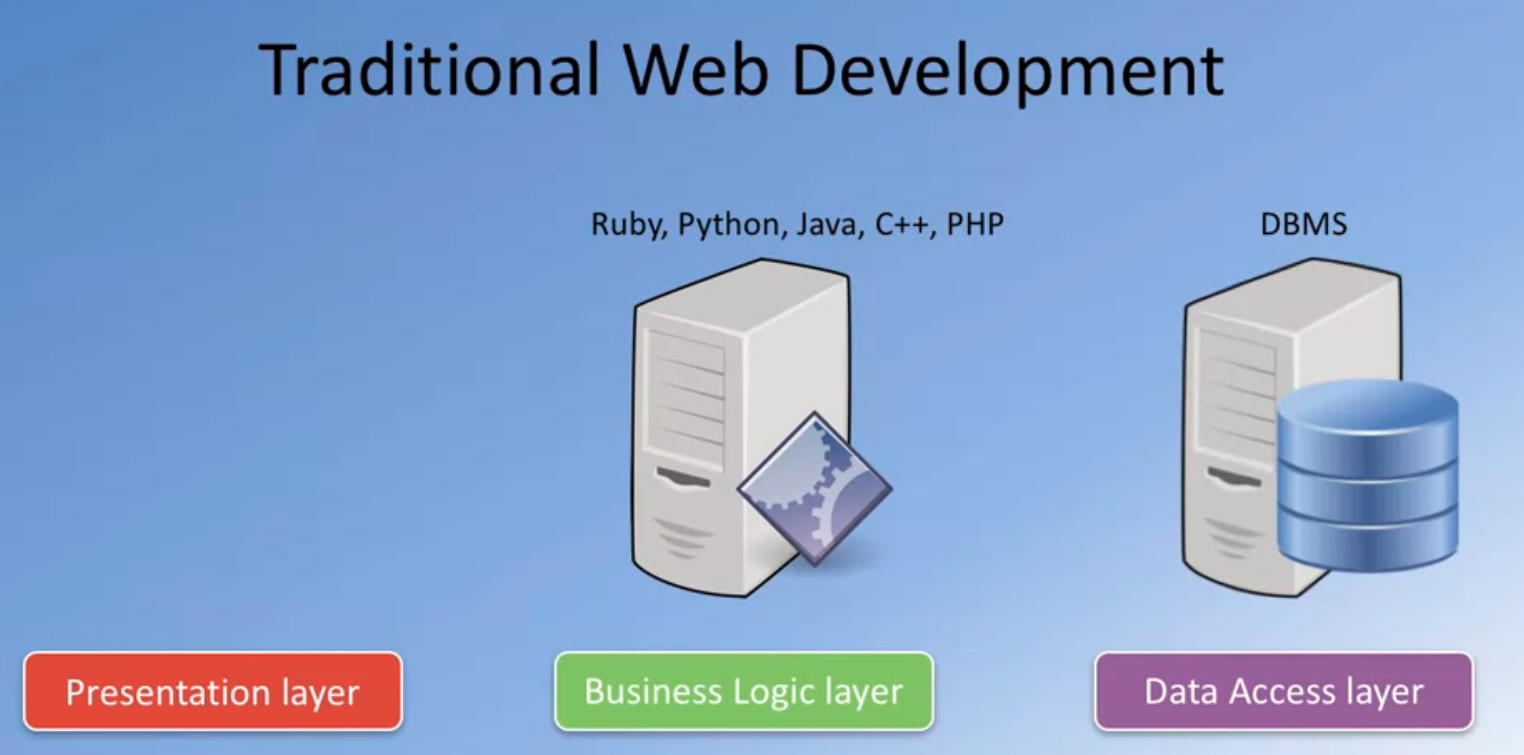 Traditional Web Development
Ruby, Python, Java, C++, PHP
DBMS
Presentation layer
Business Logic layer
Data Access layer